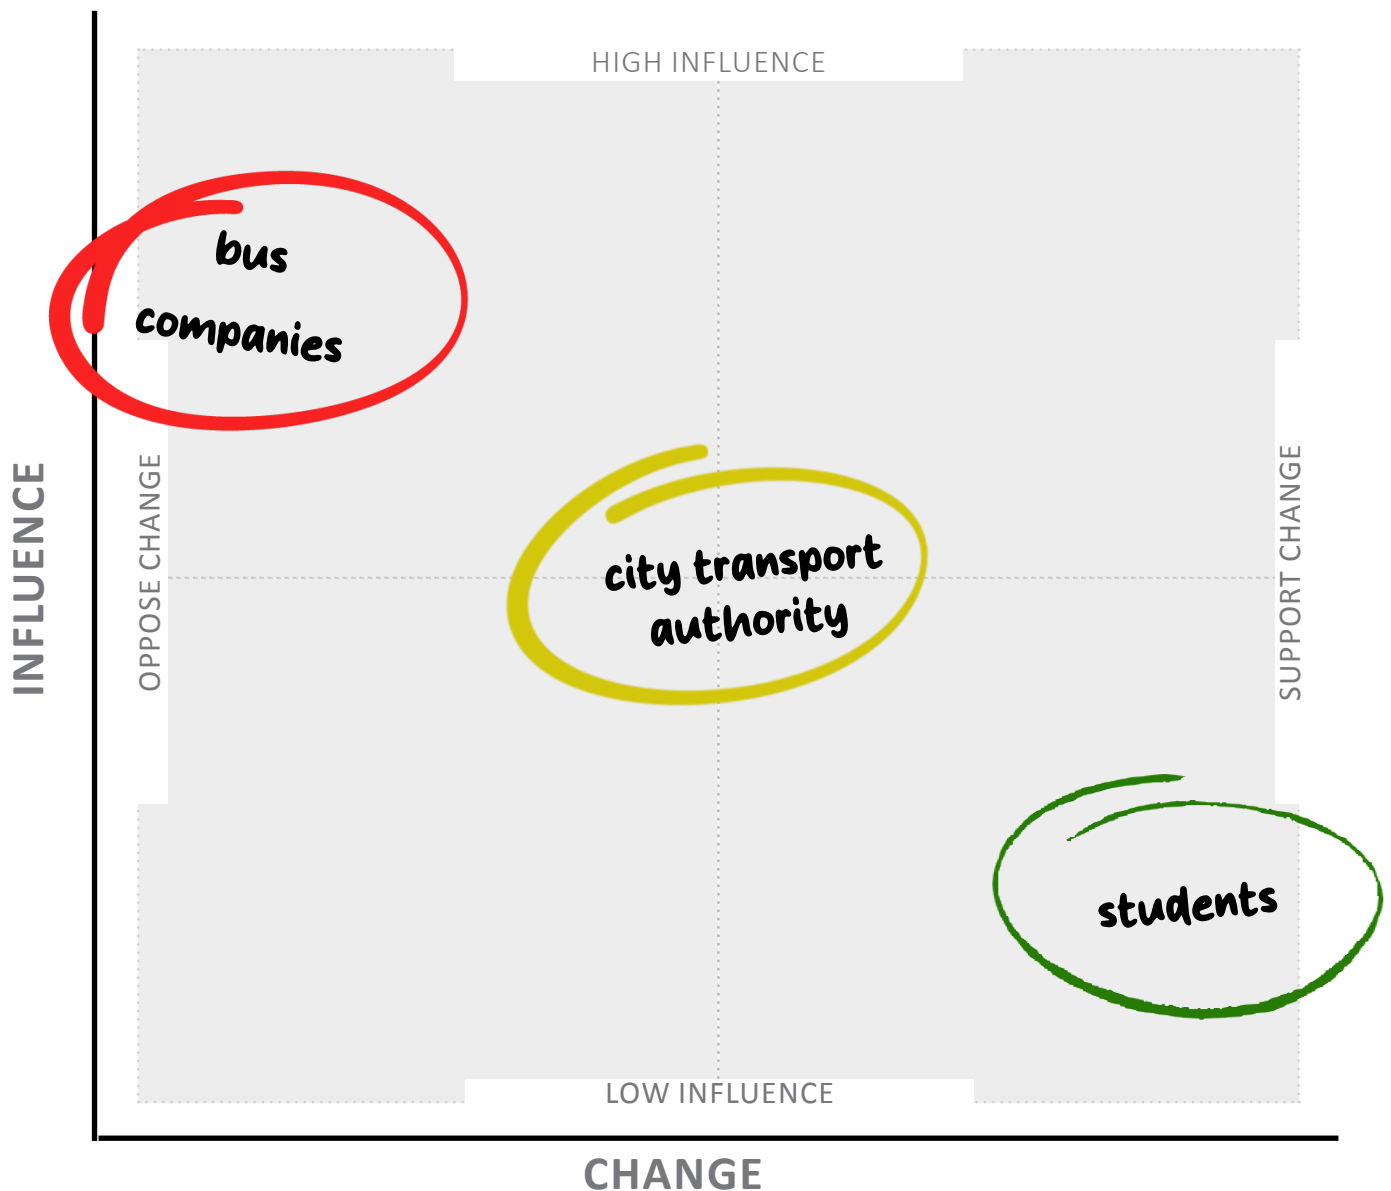 HIGH INFLUENCE
bus
companies
INFLUENCE
OPPOSE CHANGE
city transport
authority
SUPPORT CHANGE
students
LOW INFLUENCE
CHANGE